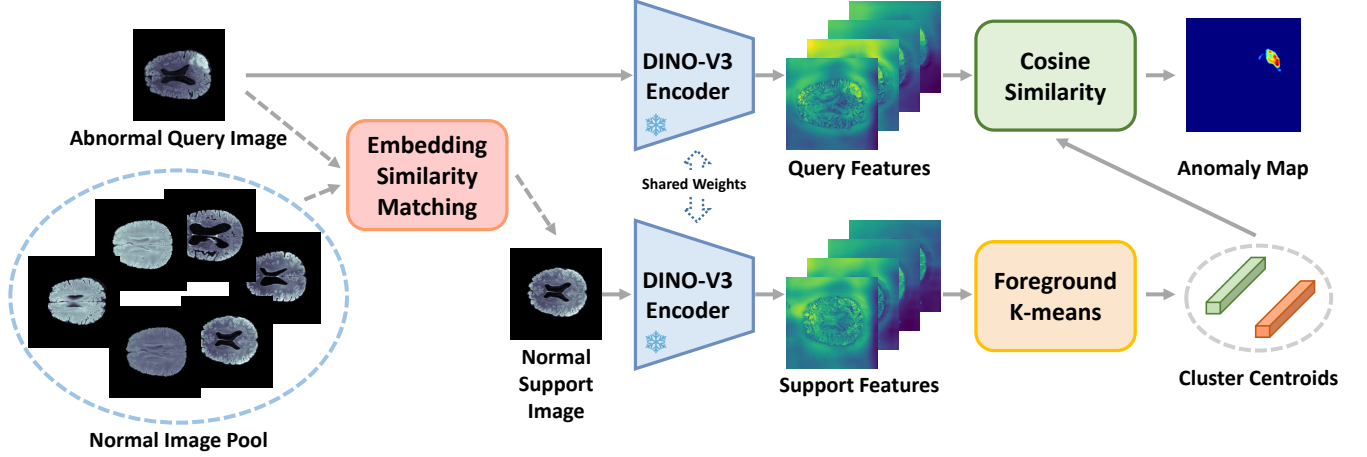 Abnormal Query Image
Normal Image Pool
Embedding
Similarity
Matching
Normal
Support
Image
DINO-V3
Encoder
Shared Weights
DINO-V3
Encoder
Query Features
Support Features
Cosine
Similarity
Foreground
K-means
Anomaly Map
Cluster Centroids